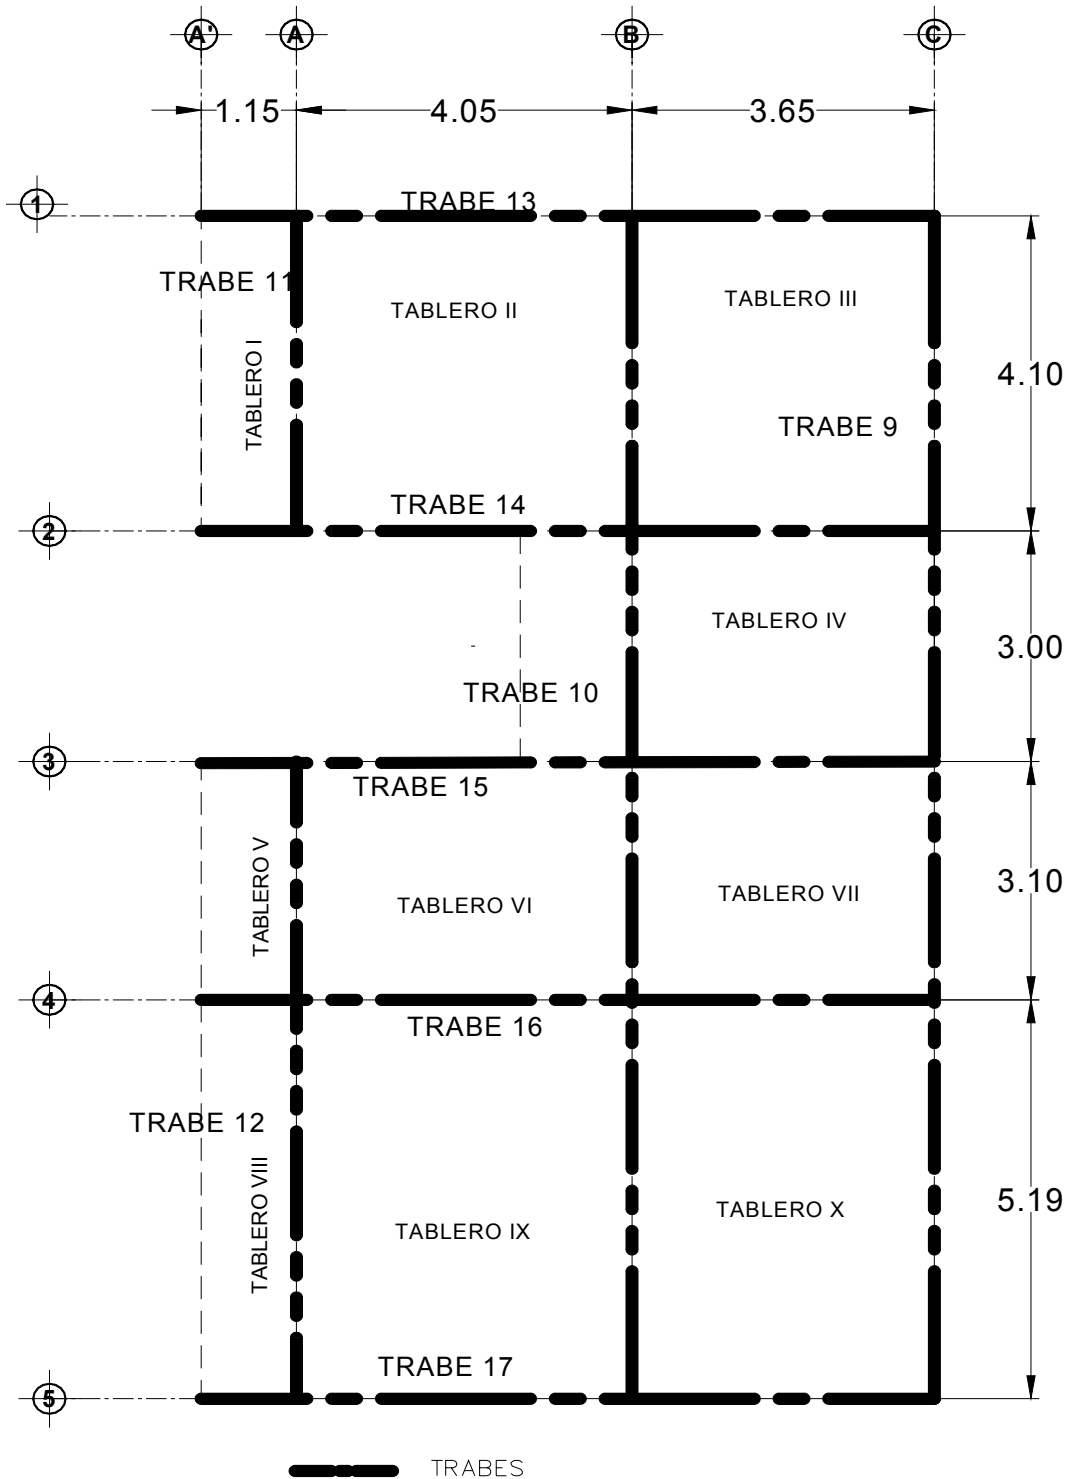 A' A B C
1.15 4.05 3.65
1
TRABE 13
TRABE 11
TABLERO I
TABLERO II
TABLERO III
4.10
TRABE 9
TRABE 14
2
TABLERO IV
3.00
TRABE 10
3
TRABE 15
TABLERO V
TABLERO VI
TABLERO VII
3.10
4
TRABE 16
TRABE 12
TABLERO VIII
TABLERO IX
TABLERO X
5.19
TRABE 17
5
TRABES